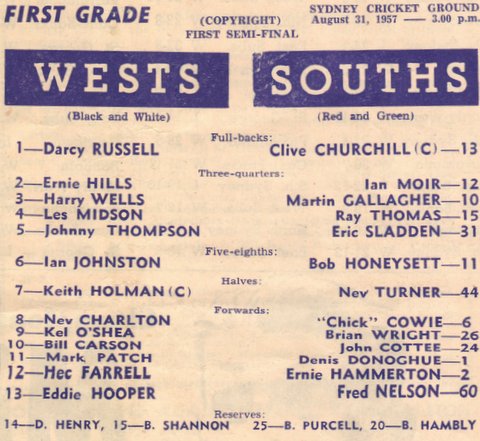 FIRST GRADE (COPYRIGHT) SYDNEY CRICKET GROUND
FIRST SEMI-FINAL August 31, 1957 — 3.00 p.m.
WESTS SOUTHS
(Black and White) (Red and Green)
Full-backs:
1—Darcy RUSSELL Clive CHURCHILL (C)—13
Three-quarters:
2—Ernie HILLS Ian MOIR—12
3—Harry WELLS Martin GALLAGHER—10
4—Les MIDSON Ray THOMAS—15
5—Johnny THOMPSON Eric SLADDEN—31
Five-eighths:
6—Ian JOHNSTON Bob HONEYSETT—11
Halves:
7—Keith HOLMAN (C) Nev TURNER—44
Forwards:
8—Nev CHARLTON "Chick" COWIE—6
9—Kel O'SHEA Brian WRIGHT—26
10—Bill CARSON John COTTEE—24
11—Mark PATCH Denis DONOGHUE—1
12—Hec FARRELL Ernie HAMMERTON—2
13—Eddie HOOPER Fred NELSON—60
Reserves:
14—D. HENRY, 15—B. SHANNON 25—B. PURCELL, 20—B. HAMBLY